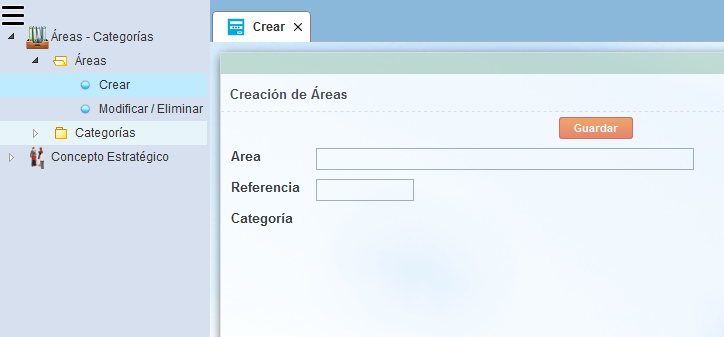 Áreas - Categorías
Áreas
Crear
Modificar / Eliminar
Categorías
Concepto Estratégico
Crear
Creación de Áreas
Guardar
Area
Referencia
Categoría